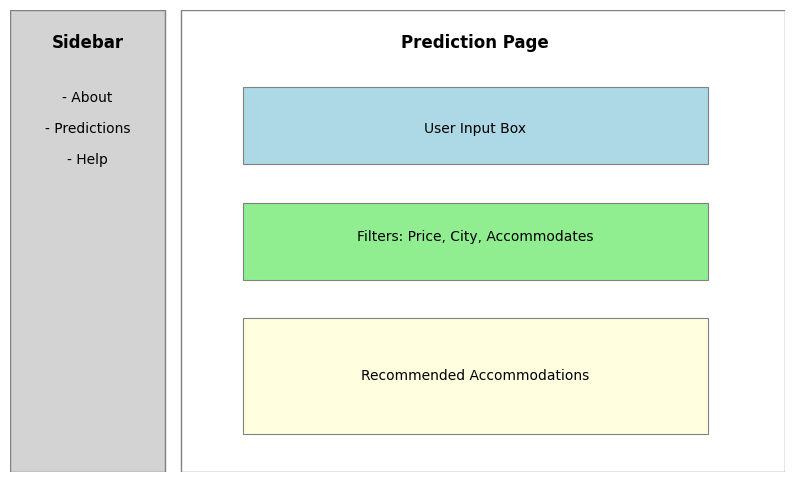 Sidebar
- About
- Predictions
- Help
Prediction Page
User Input Box
Filters: Price, City, Accommodates
Recommended Accommodations